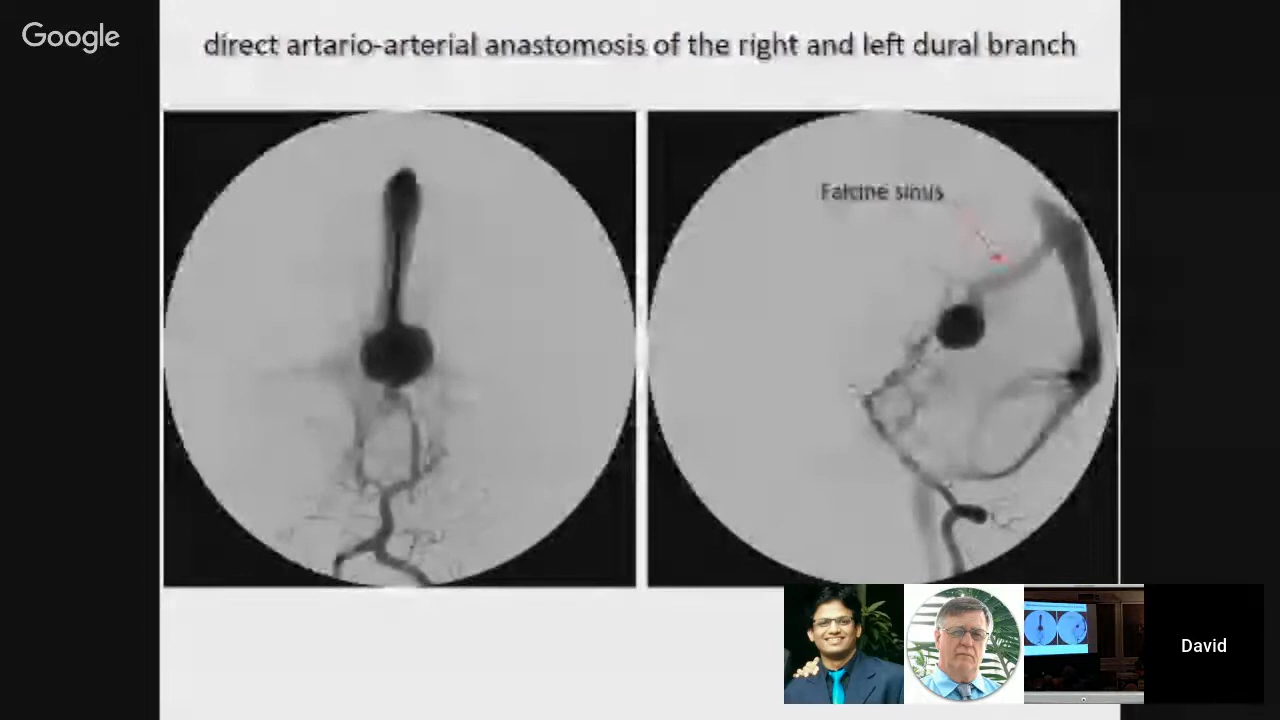 Google
direct artario-arterial anastomosis of the right and left dural branch
Falcine sinus
David